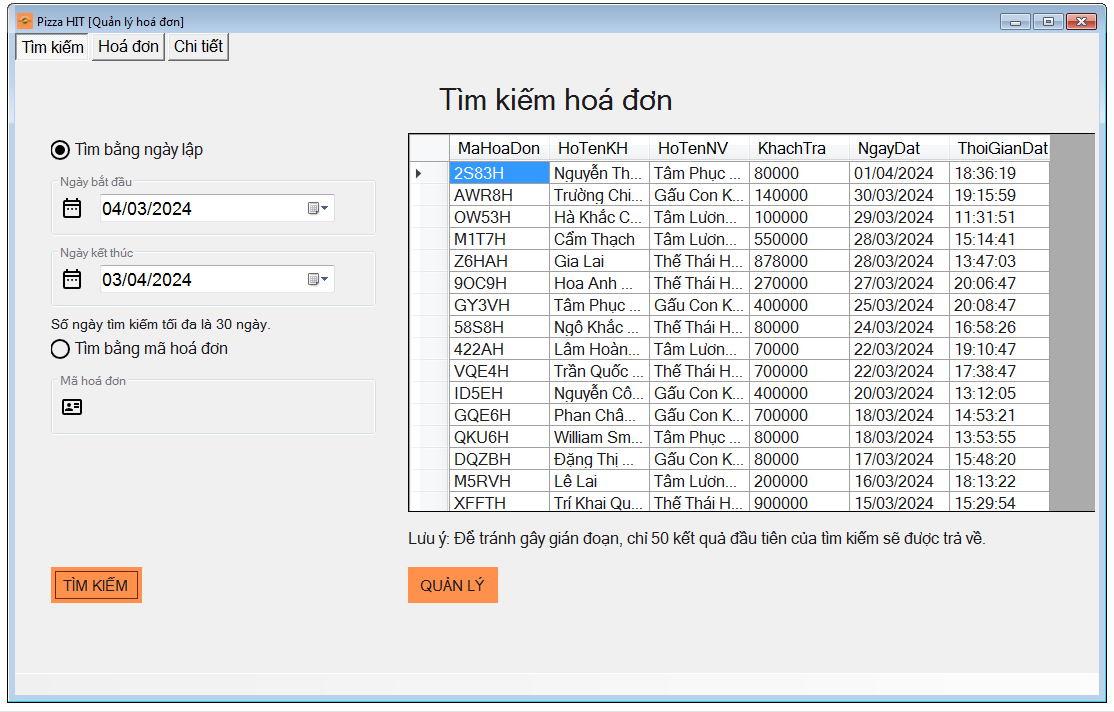 Pizza HIT [Quản lý hoá đơn]
Tìm kiếm Hoá đơn Chi tiết
Tìm kiếm hoá đơn
Tìm bằng ngày lập
Ngày bắt đầu
04/03/2024
Ngày kết thúc
03/04/2024
Số ngày tìm kiếm tối đa là 30 ngày.
Tìm bằng mã hoá đơn
Mã hoá đơn
TÌM KIẾM
MaHoaDon HoTenKH HoTenNV KhachTra NgayDat ThoiGianDat
2S83H Nguyễn Th... Tâm Phục ... 80000 01/04/2024 18:36:19
AWR8H Trường Chi... Gấu Con K... 140000 30/03/2024 19:15:59
OW53H Hà Khắc C... Tâm Lươn... 100000 29/03/2024 11:31:51
M1T7H Cẩm Thạch Tâm Lươn... 550000 28/03/2024 15:14:41
Z6HAH Gia Lai Thế Thái H... 878000 28/03/2024 13:47:03
9OC9H Hoa Anh ... Thế Thái H... 270000 27/03/2024 20:06:47
GY3VH Tâm Phục ... Gấu Con K... 400000 25/03/2024 20:08:47
58S8H Ngô Khắc ... Thế Thái H... 80000 24/03/2024 16:58:26
422AH Lâm Hoàn... Tâm Lươn... 70000 22/03/2024 19:10:47
VQE4H Trần Quốc ... Thế Thái H... 700000 22/03/2024 17:38:47
ID5EH Nguyễn Cô... Gấu Con K... 400000 20/03/2024 13:12:05
GQE6H Phan Châ... Gấu Con K... 700000 18/03/2024 14:53:21
QKU6H William Sm... Tâm Phục ... 80000 18/03/2024 13:53:55
DQZBH Đặng Thị ... Gấu Con K... 80000 17/03/2024 15:48:20
M5RVH Lê Lai Tâm Lươn... 200000 16/03/2024 18:13:22
XFFTH Trí Khai Qu... Thế Thái H... 900000 15/03/2024 15:29:54
Lưu ý: Để tránh gây gián đoạn, chỉ 50 kết quả đầu tiên của tìm kiếm sẽ được trả về.
QUẢN LÝ